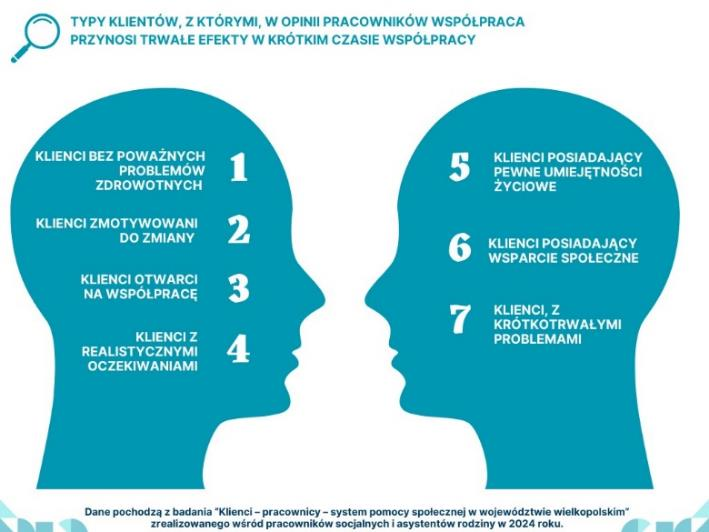 TYPY KLIENTÓW, Z KTÓRYMI, W OPINII PRACOWNIKÓW WSPÓŁPRACA
PRZYNOSI TRWAŁE EFEKTY W KRÓTKIM CZASIE WSPÓŁPRACY
KLIENCI BEZ POWAŻNYCH
PROBLEMÓW
ZDROWOTNYCH
1
KLIENCI ZMOTYWOWANI
DO ZMIANY
2
KLIENCI OTWARCI
NA WSPÓŁPRACĘ
3
KLIENCI Z
REALISTYCZNYMI
OCZEKIWANIAMI
4
5
KLIENCI POSIADAJĄCY
PEWNE UMIEJĘTNOŚCI
ŻYCIOWE
6
KLIENCI POSIADAJĄCY
WSPARCIE SPOŁECZNE
7
KLIENCI, Z
KRÓTKOTRWAŁYMI
PROBLEMAMI
Dane pochodzą z badania "Klienci – pracownicy – system pomocy społecznej w województwie wielkopolskim"
zrealizowanego wśród pracowników socjalnych i asystentów rodziny w 2024 roku.